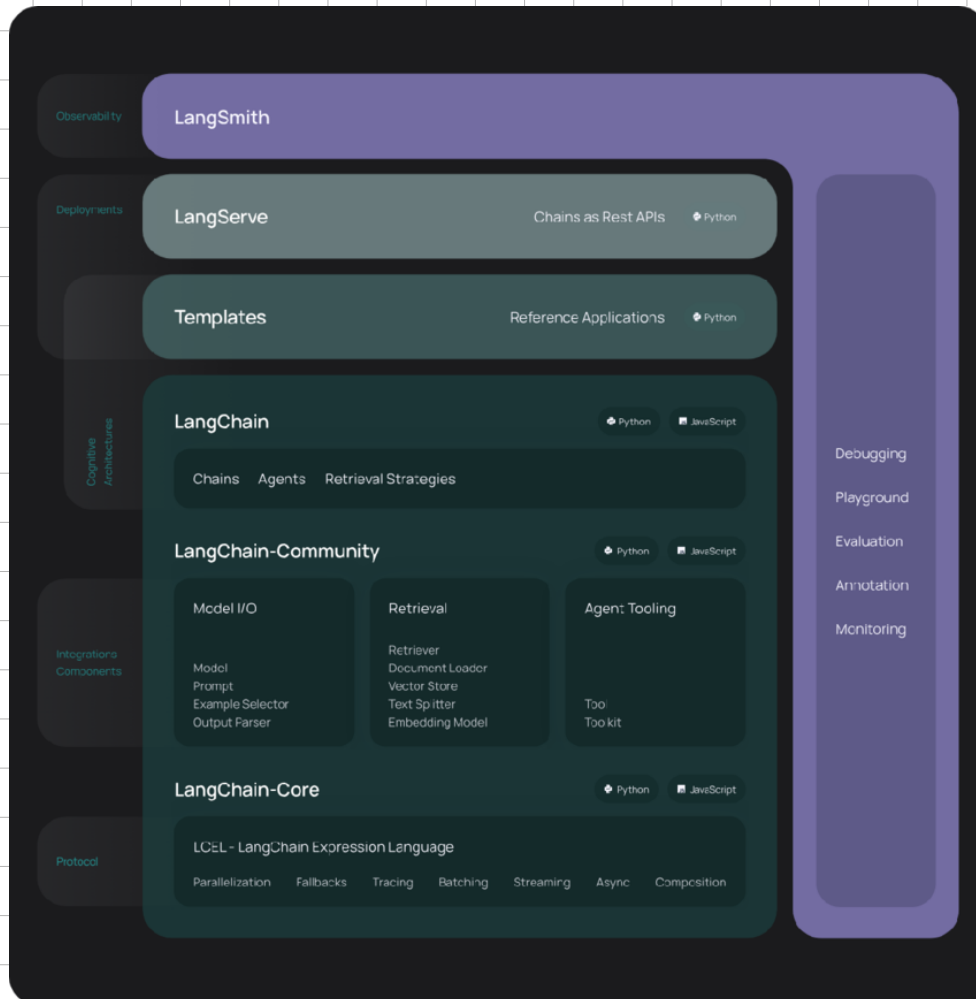 Observability
LangSmith
Deployments
LangServe
Chains as Rest APIs
Python
Templates
Reference Applications
Python
Cognitive
Architectures
LangChain
Python
JavaScript
Chains Agents Retrieval Strategies
LangChain-Community
Python
JavaScript
Integrations
Components
Model I/O
Model
Prompt
Example Selector
Output Parser
Retrieval
Retriever
Document Loader
Vector Store
Text Splitter
Embedding Model
Agent Tooling
Tool
Toolkit
LangChain-Core
Python
JavaScript
Protocol
LCEL - LangChain Expression Language
Parallelization Fallbacks Tracing Batching Streaming Async Composition
Debugging
Playground
Evaluation
Annotation
Monitoring